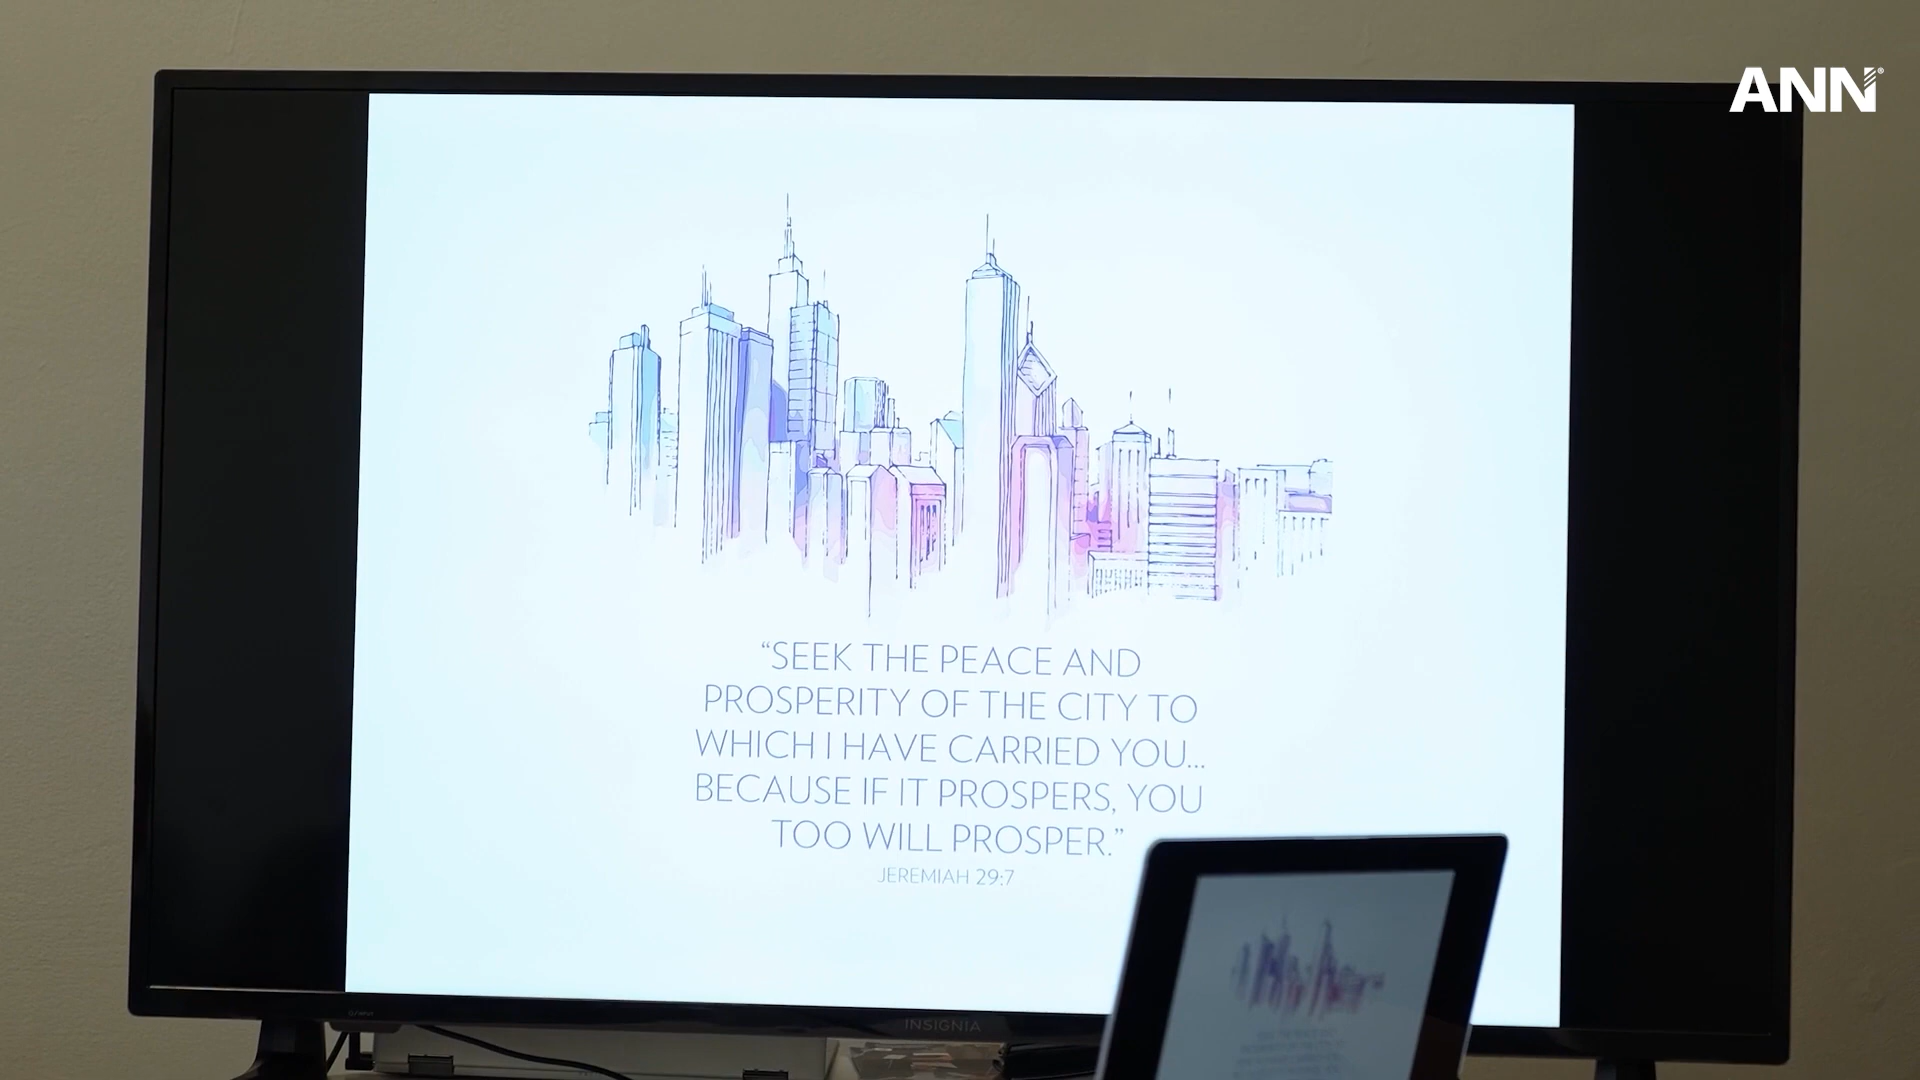 ANN
“SEEK THE PEACE AND
PROSPERITY OF THE CITY TO
WHICH I HAVE CARRIED YOU...
BECAUSE IF IT PROSPERS, YOU
TOO WILL PROSPER.”
JEREMIAH 29:7
INSIGNIA